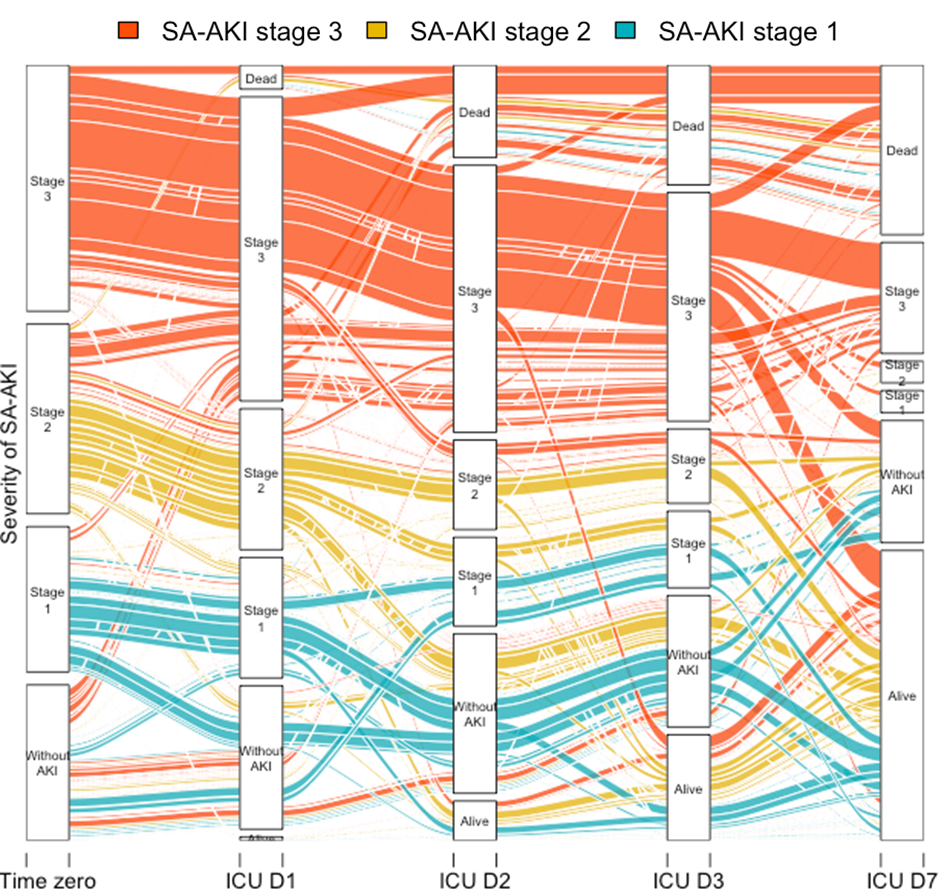 SA-AKI stage 3 SA-AKI stage 2 SA-AKI stage 1
Severity of SA-AKI
Stage
3
Stage
2
Stage
1
Without
AKI
Dead
Stage
3
Stage
2
Stage
1
Without
AKI
Alive
Dead
Stage
3
Stage
2
Stage
1
Without
AKI
Alive
Dead
Stage
3
Stage
2
Stage
1
Without
AKI
Alive
Dead
Stage
3
Stage
2
Stage
1
Without
AKI
Alive
Time zero ICU D1 ICU D2 ICU D3 ICU D7